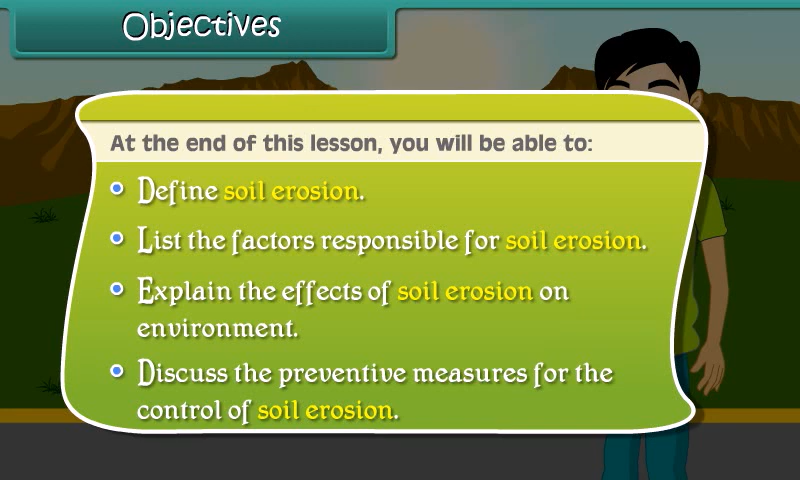 Objectives
At the end of this lesson, you will be able to:
Define soil erosion.
List the factors responsible for soil erosion.
Explain the effects of soil erosion on
environment.
Discuss the preventive measures for the
control of soil erosion.